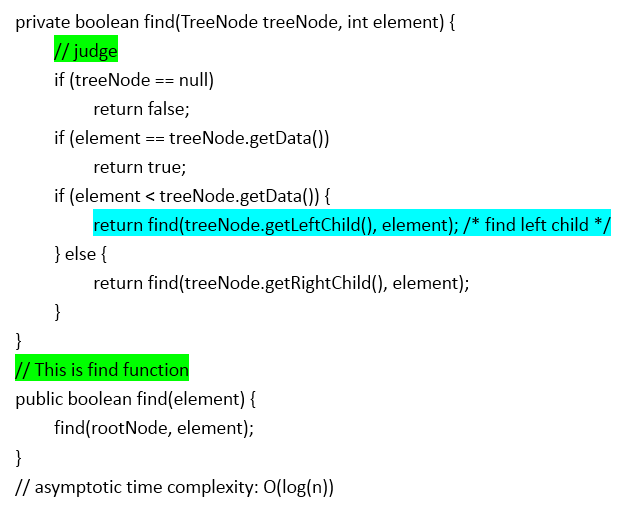 private boolean find(TreeNode treeNode, int element) {
// judge
if (treeNode == null)
return false;
if (element == treeNode.getData())
return true;
if (element < treeNode.getData()) {
return find(treeNode.getLeftChild(), element); /* find left child */
} else {
return find(treeNode.getRightChild(), element);
}
}
// This is find function
public boolean find(element) {
find(rootNode, element);
}
// asymptotic time complexity: O(log(n))